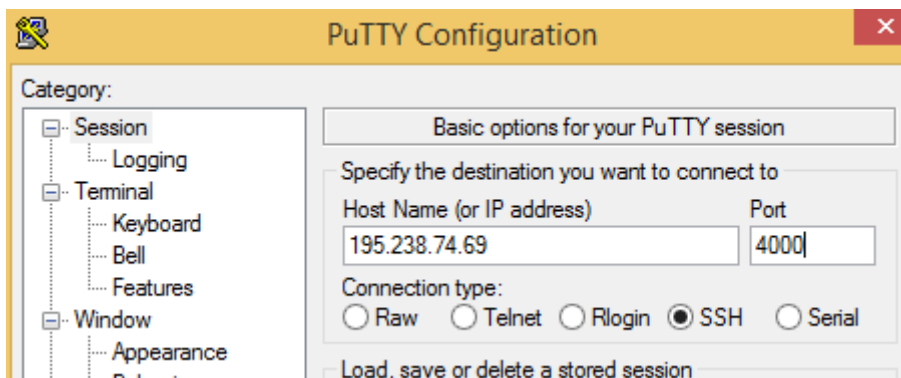 PuTTY Configuration
Category:
Session
Logging
Terminal
Keyboard
Bell
Features
Window
Appearance
Basic options for your PuTTY session
Specify the destination you want to connect to
Host Name (or IP address) Port
195.238.74.69 4000
Connection type:
Raw Telnet Rlogin SSH Serial
Load, save or delete a stored session